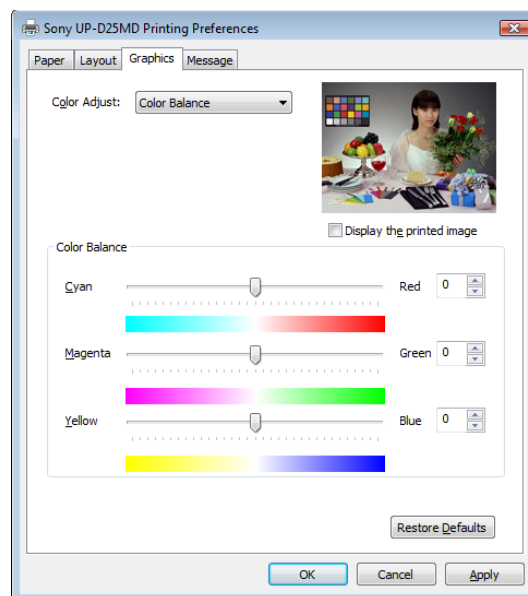 Sony UP-D25MD Printing Preferences
Paper Layout Graphics Message
Color Adjust: Color Balance
Display the printed image
Color Balance
Cyan Red 0
Magenta Green 0
Yellow Blue 0
Restore Defaults
OK Cancel Apply